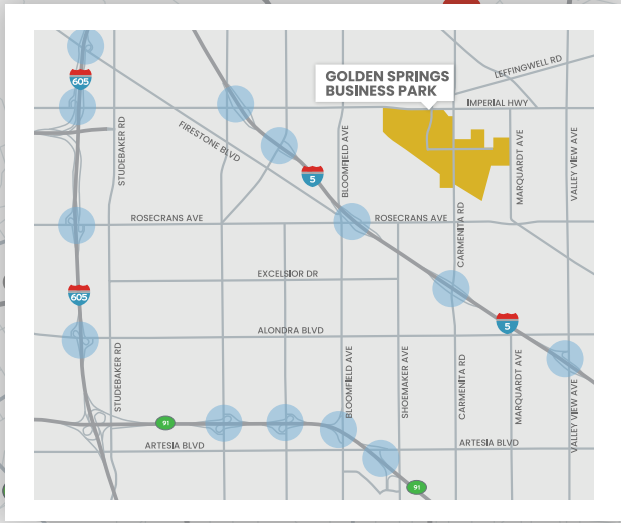 LEFFINGWELL RD
GOLDEN SPRINGS
BUSINESS PARK
605
IMPERIAL HWY
STUDEBAKER RD
FIRESTONE BLVD
BLOOMFIELD AVE
MARQUARDT AVE
VALLEY VIEW AVE
5
ROSECRANS AVE
ROSECRANS AVE
CARMENITA RD
EXCELSIOR DR
605
5
ALONDRA BLVD
STUDEBAKER RD
BLOOMFIELD AVE
SHOEMAKER AVE
CARMENITA RD
MARQUARDT AVE
VALLEY VIEW AVE
91
ARTESIA BLVD
ARTESIA BLVD
91